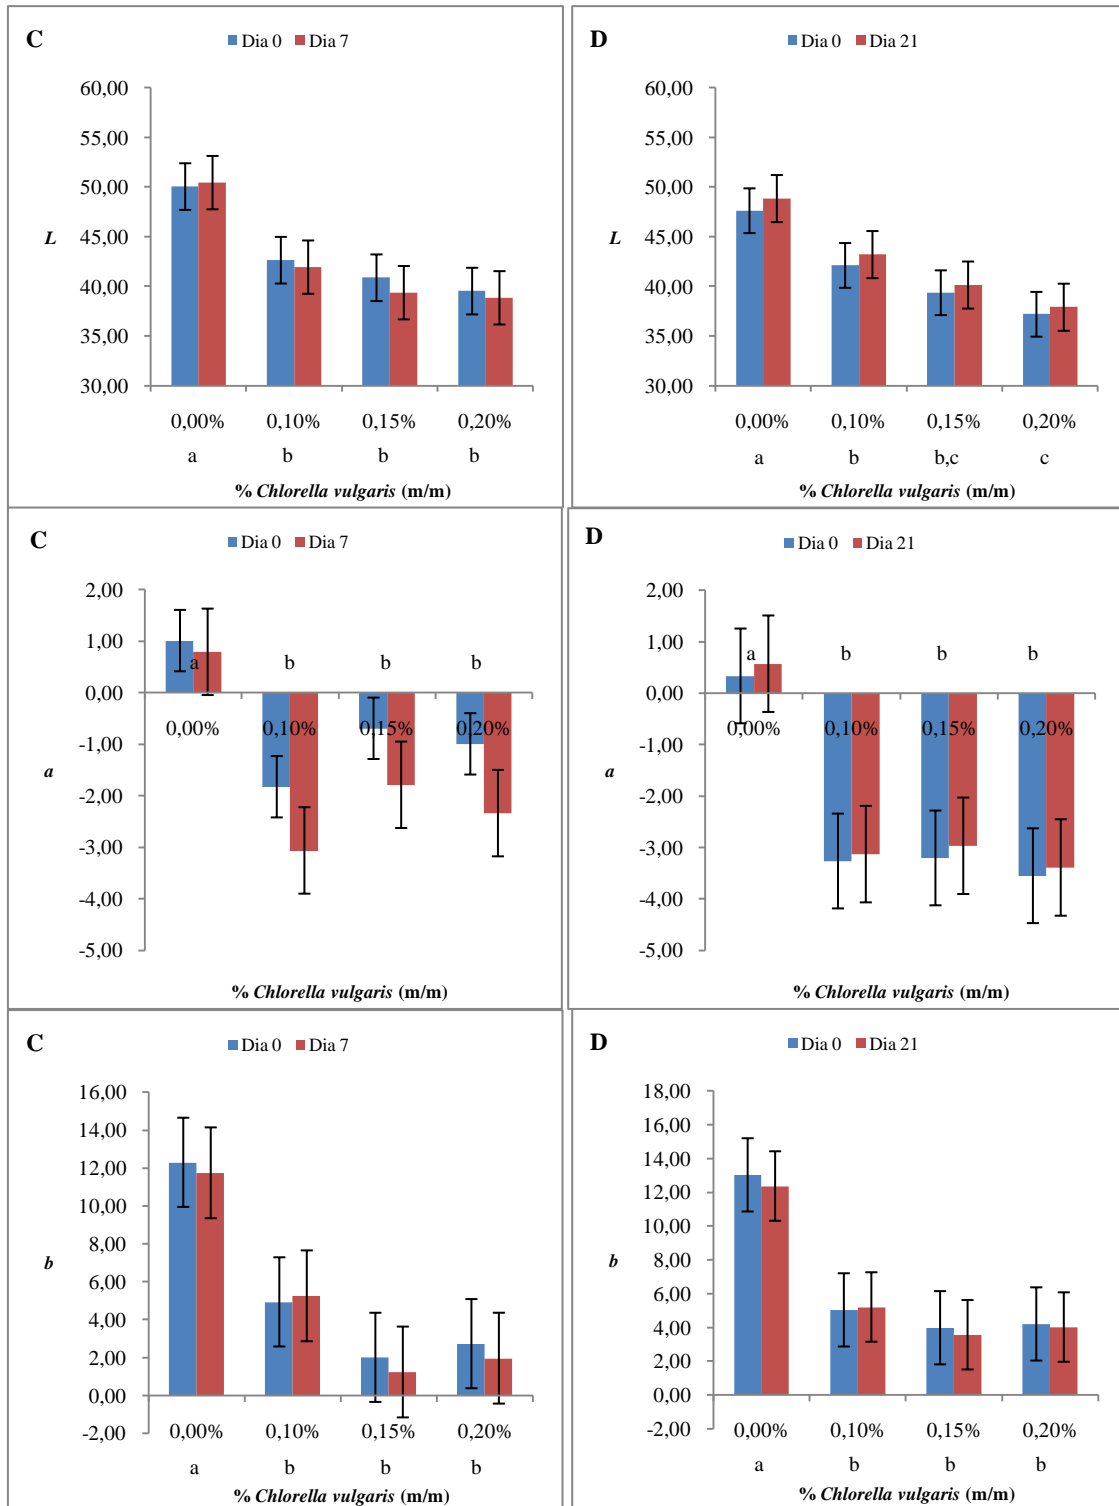 C
Dia 0 Dia 7
60,00
55,00
50,00
45,00
L
40,00
35,00
30,00
0,00% 0,10% 0,15% 0,20%
a b b b
% Chlorella vulgaris (m/m)
D
Dia 0 Dia 21
60,00
55,00
50,00
45,00
L
40,00
35,00
30,00
0,00% 0,10% 0,15% 0,20%
a b b,c c
% Chlorella vulgaris (m/m)
C
Dia 0 Dia 7
2,00
1,00
a b b b
0,00
0,00% 0,10% 0,15% 0,20%
-1,00
a
-2,00
-3,00
-4,00
-5,00
% Chlorella vulgaris (m/m)
D
Dia 0 Dia 21
2,00
1,00
a b b b
0,00
0,00% 0,10% 0,15% 0,20%
-1,00
a
-2,00
-3,00
-4,00
-5,00
% Chlorella vulgaris (m/m)
C
Dia 0 Dia 7
16,00
14,00
12,00
10,00
8,00
b
6,00
4,00
2,00
0,00
-2,00
0,00% 0,10% 0,15% 0,20%
a b b b
% Chlorella vulgaris (m/m)
D
Dia 0 Dia 21
18,00
16,00
14,00
12,00
10,00
8,00
b
6,00
4,00
2,00
0,00
-2,00
0,00% 0,10% 0,15% 0,20%
a b b b
% Chlorella vulgaris (m/m)